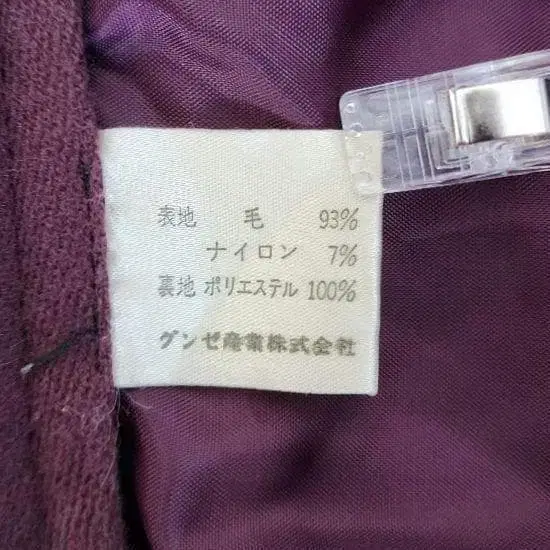 表地 毛 93%
ナイロン 7%
裏地 ポリエステル 100%
グンゼ産業株式会社